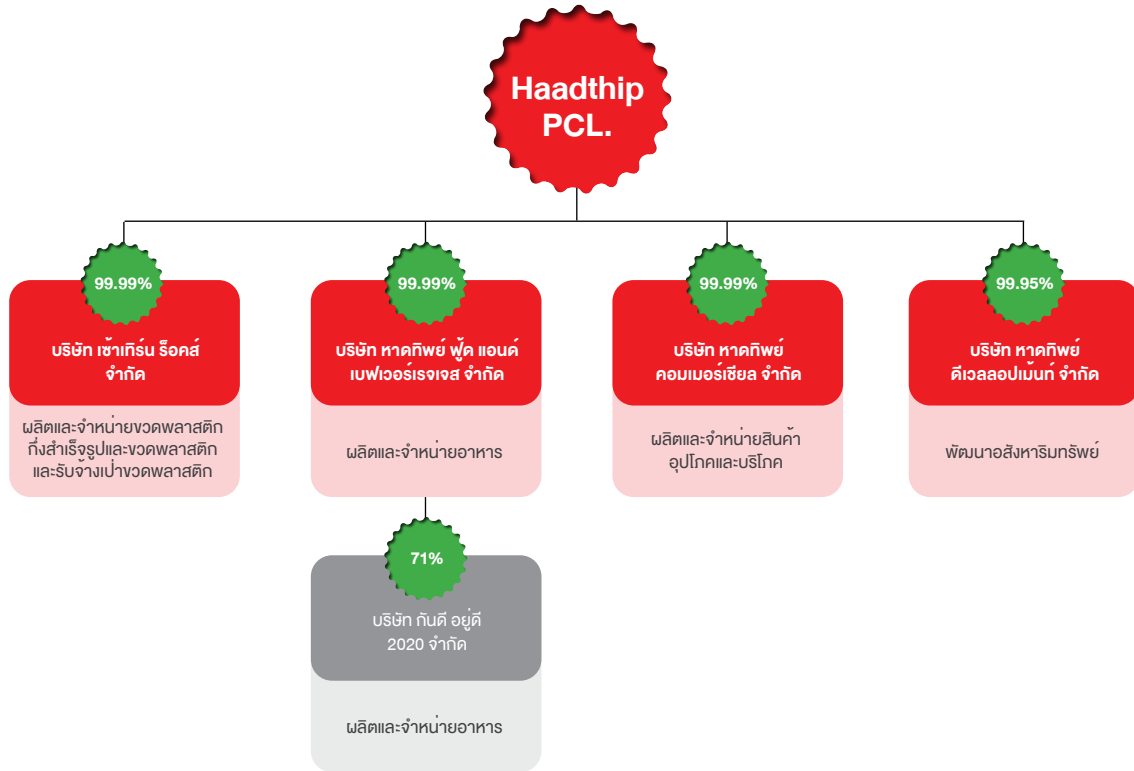 Haadthip
PCL.
99.99%
บริษัท เซ้าเทิร์น ร็อคส์
จำกัด
ผลิตและจำหน่ายขวดพลาสติก
กึ่งสำเร็จรูปและขวดพลาสติก
และรับจ้างเป่าขวดพลาสติก
99.99%
บริษัท หาดทิพย์ ฟู้ด แอนด์
เบฟเวอร์เรจเจส จำกัด
ผลิตและจำหน่ายอาหาร
99.99%
บริษัท หาดทิพย์
คอมเมอร์เชียล จำกัด
ผลิตและจำหน่ายสินค้า
อุปโภคและบริโภค
99.95%
บริษัท หาดทิพย์
ดีเวลลอปเม้นท์ จำกัด
พัฒนาอสังหาริมทรัพย์
71%
บริษัท กันดี อยู่ดี
2020 จำกัด
ผลิตและจำหน่ายอาหาร